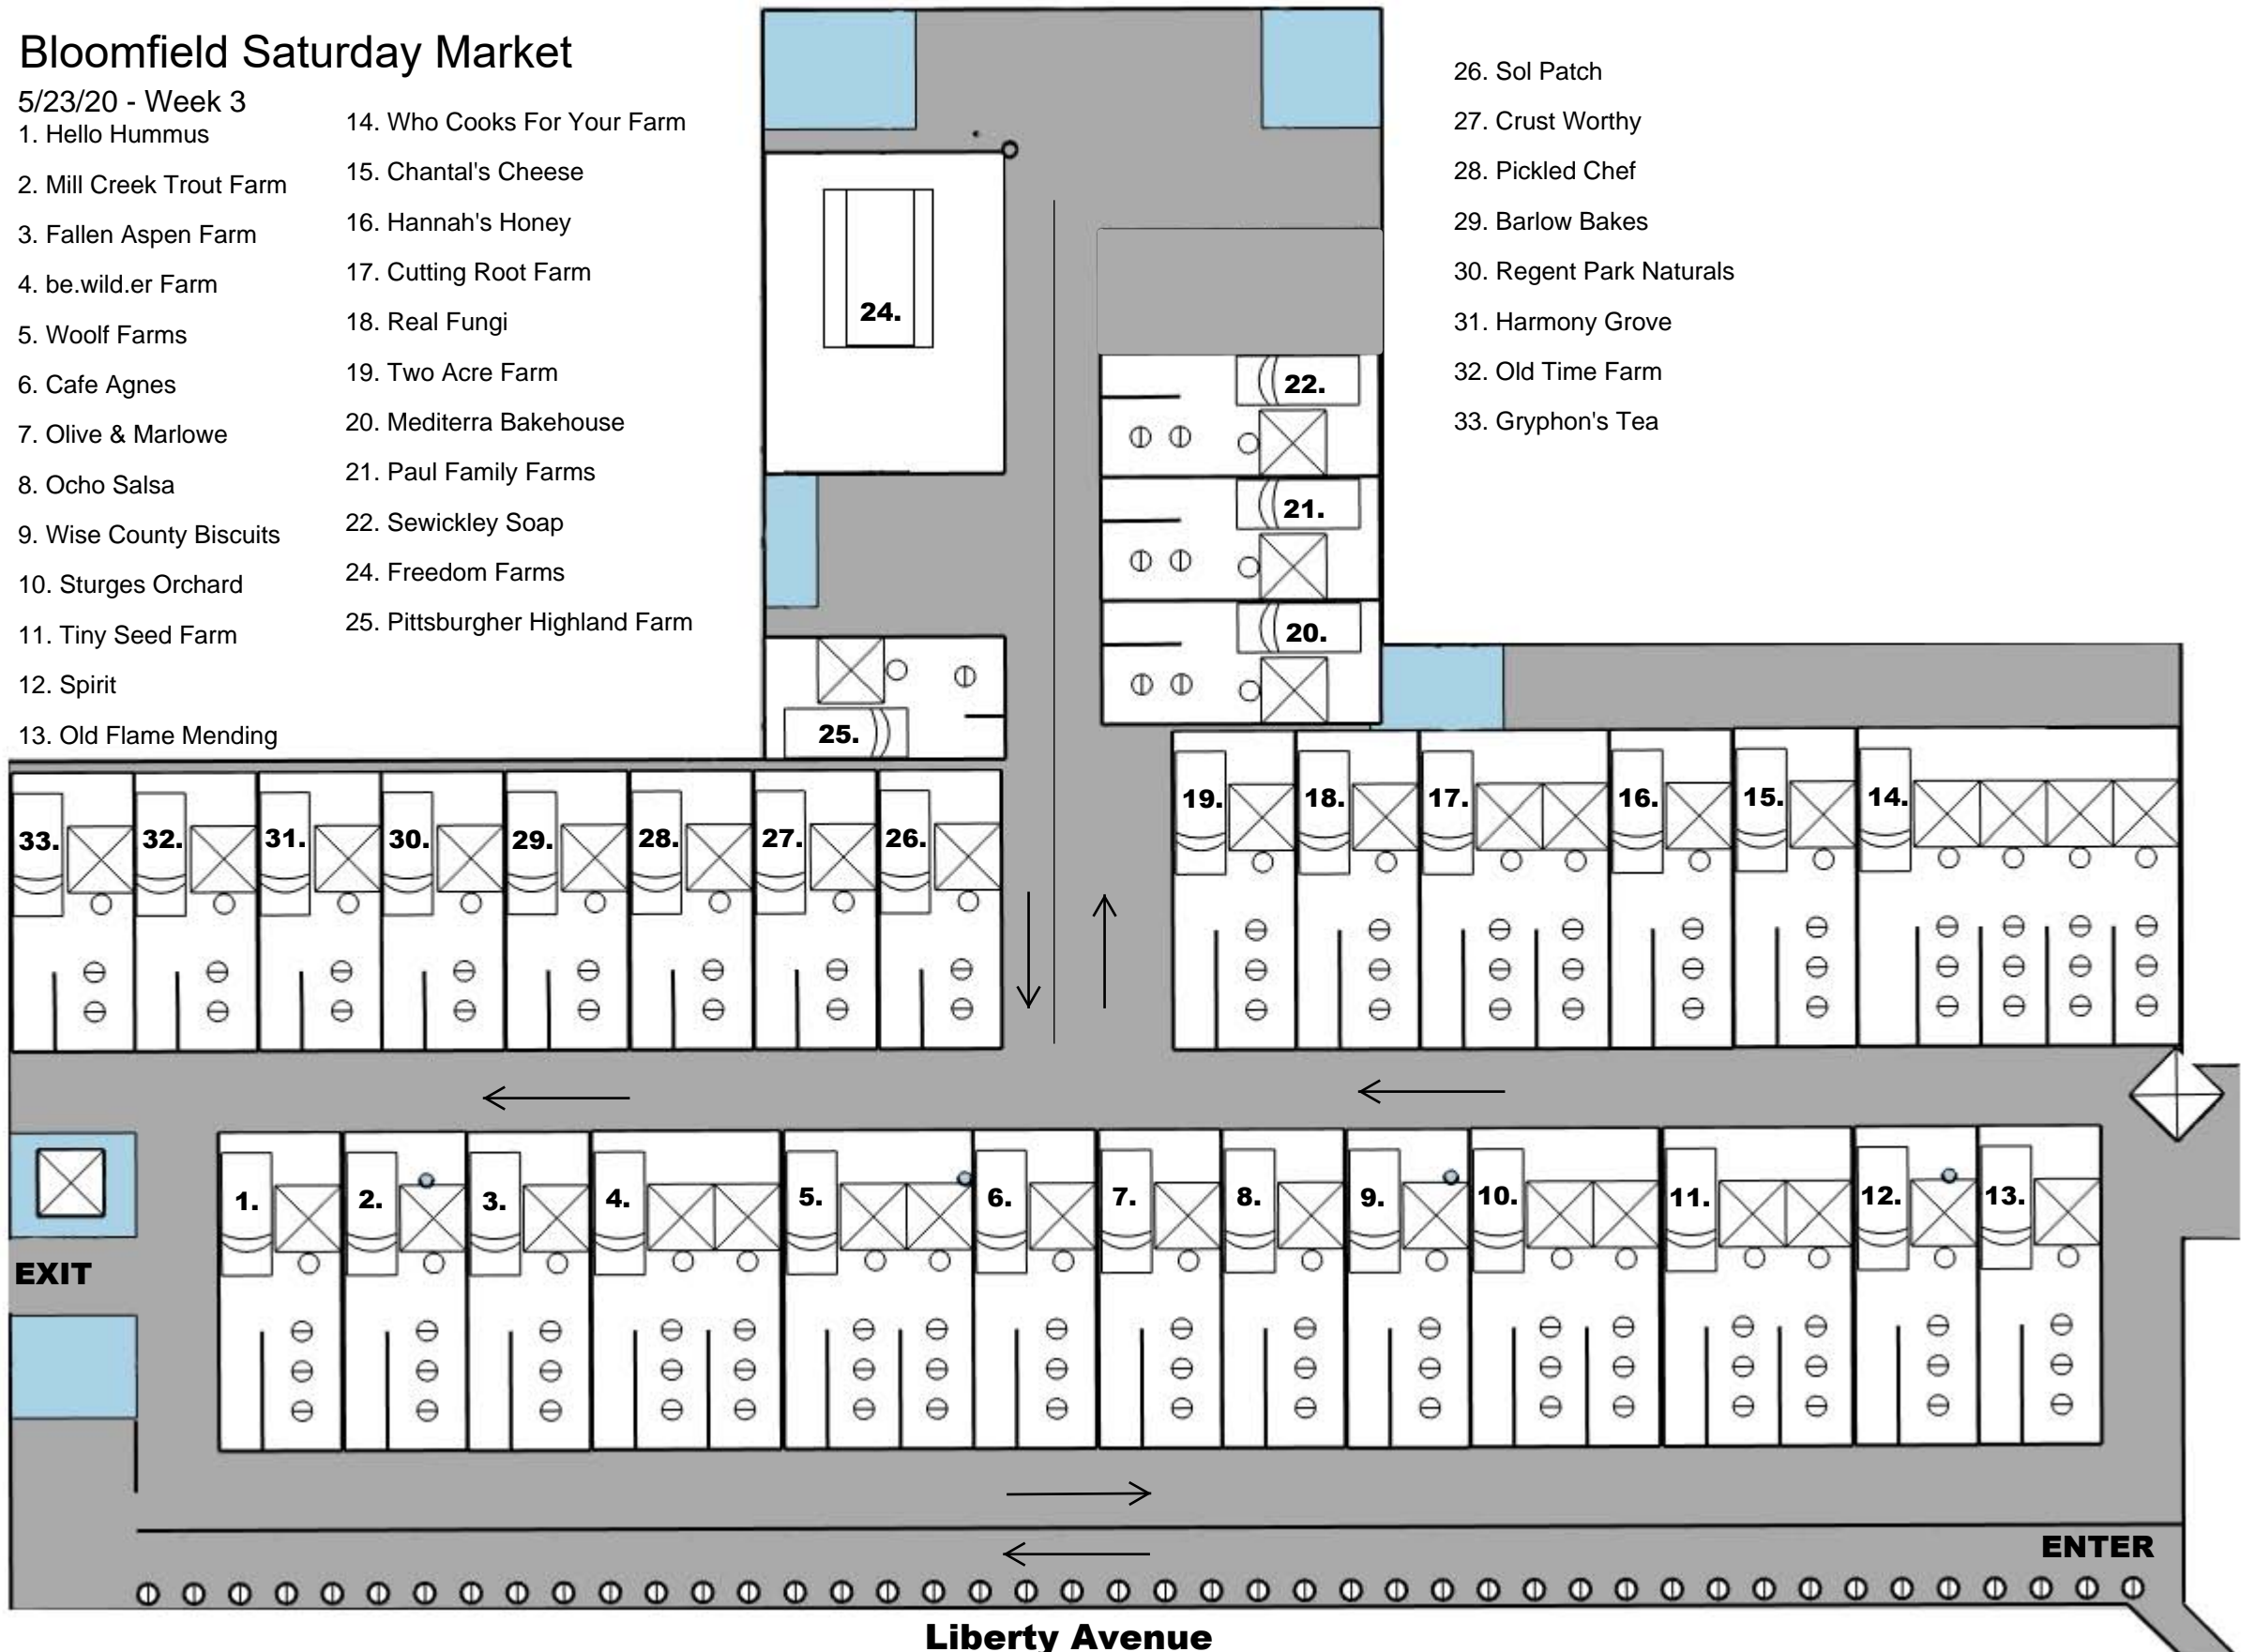 Bloomfield Saturday Market
5/23/20 - Week 3
1. Hello Hummus
2. Mill Creek Trout Farm
3. Fallen Aspen Farm
4. be.wild.er Farm
5. Woolf Farms
6. Cafe Agnes
7. Olive & Marlowe
8. Ocho Salsa
9. Wise County Biscuits
10. Sturges Orchard
11. Tiny Seed Farm
12. Spirit
13. Old Flame Mending
14. Who Cooks For Your Farm
15. Chantal's Cheese
16. Hannah's Honey
17. Cutting Root Farm
18. Real Fungi
19. Two Acre Farm
20. Mediterra Bakehouse
21. Paul Family Farms
22. Sewickley Soap
24. Freedom Farms
25. Pittsburgher Highland Farm
26. Sol Patch
27. Crust Worthy
28. Pickled Chef
29. Barlow Bakes
30. Regent Park Naturals
31. Harmony Grove
32. Old Time Farm
33. Gryphon's Tea
24.
22.
21.
20.
25.
19. 18. 17. 16. 15. 14.
33. 32. 31. 30. 29. 28. 27. 26.
1. 2. 3. 4. 5. 6. 7. 8. 9. 10. 11. 12. 13.
EXIT
ENTER
Liberty Avenue